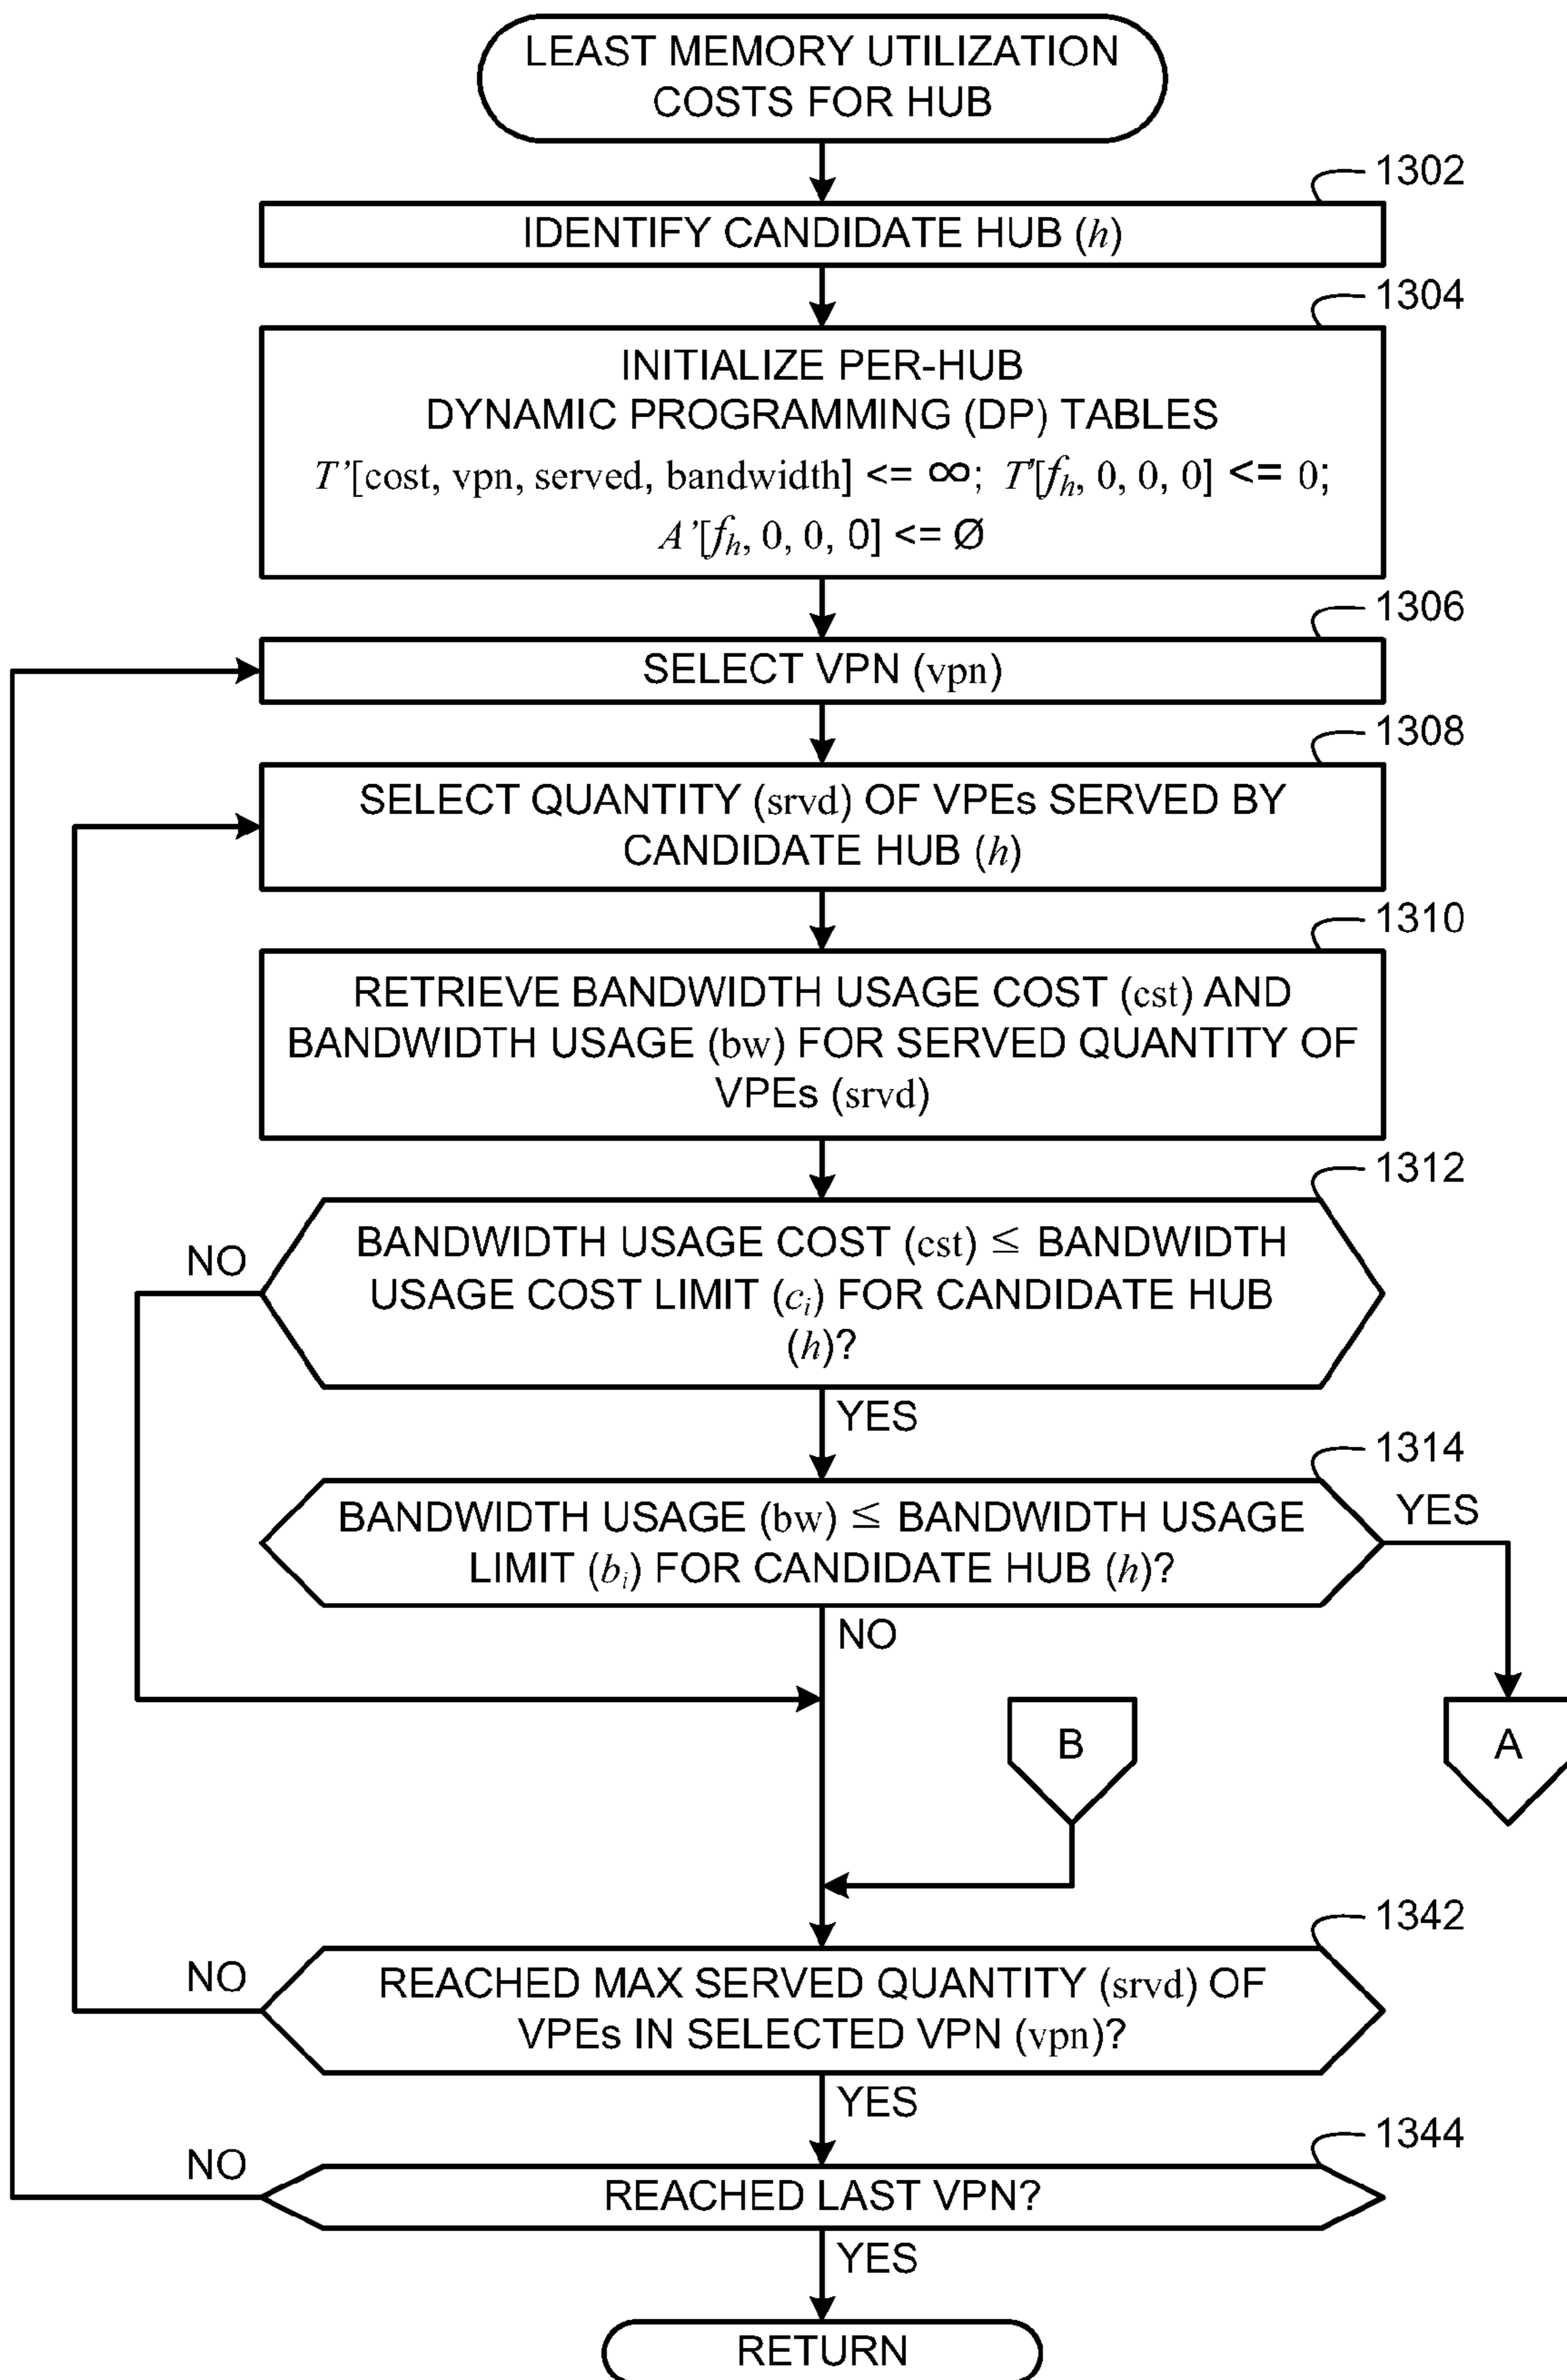 LEAST MEMORY UTILIZATION
COSTS FOR HUB
1302
IDENTIFY CANDIDATE HUB (h)
1304
INITIALIZE PER-HUB
DYNAMIC PROGRAMMING (DP) TABLES
T’[cost, vpn, served, bandwidth] <= ∞; T’[fh, 0, 0, 0] <= 0;
A’[fh, 0, 0, 0] <= Ø
1306
SELECT VPN (vpn)
1308
SELECT QUANTITY (srvd) OF VPEs SERVED BY
CANDIDATE HUB (h)
1310
RETRIEVE BANDWIDTH USAGE COST (cst) AND
BANDWIDTH USAGE (bw) FOR SERVED QUANTITY OF
VPEs (srvd)
1312
NO
BANDWIDTH USAGE COST (cst) ≤ BANDWIDTH
USAGE COST LIMIT (ci) FOR CANDIDATE HUB
(h)?
YES
1314
YES
BANDWIDTH USAGE (bw) ≤ BANDWIDTH USAGE
LIMIT (bi) FOR CANDIDATE HUB (h)?
NO
B
A
1342
NO
REACHED MAX SERVED QUANTITY (srvd) OF
VPEs IN SELECTED VPN (vpn)?
YES
1344
NO
REACHED LAST VPN?
YES
RETURN